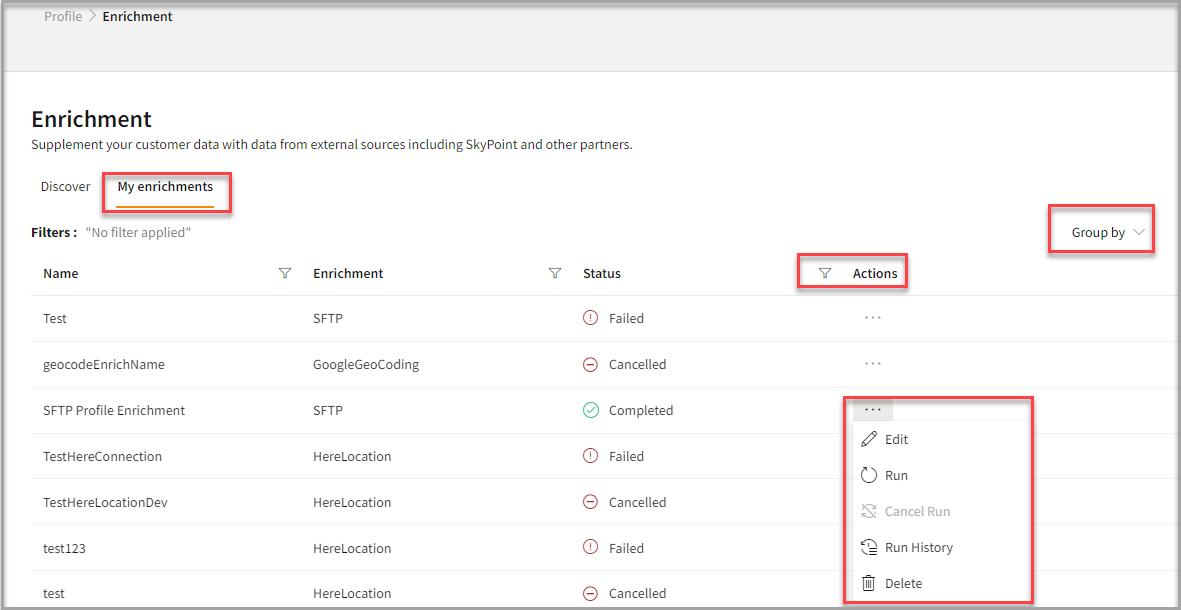 Profile > Enrichment
Enrichment
Supplement your customer data with data from external sources including SkyPoint and other partners.
Discover My enrichments
Filters : "No filter applied" Group by
Name Enrichment Status Actions
Test SFTP Failed ...
geocodeEnrichName GoogleGeoCoding Cancelled ...
SFTP Profile Enrichment SFTP Completed ...
Edit
TestHereConnection HereLocation Failed
Run
TestHereLocationDev HereLocation Cancelled
Cancel Run
test123 HereLocation Failed
Run History
test HereLocation Cancelled
Delete